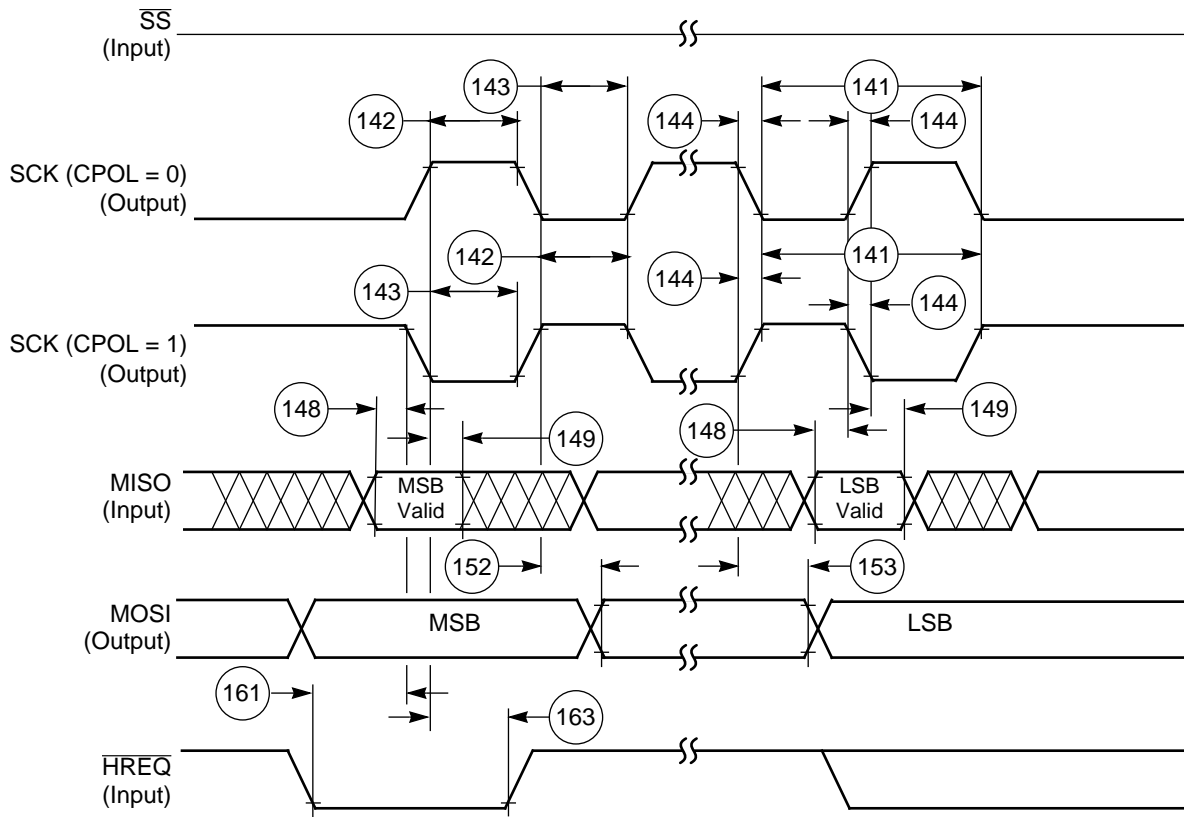 SS
(Input)
143
141
142
144
144
SCK (CPOL = 0)
(Output)
142
141
143
144
144
SCK (CPOL = 1)
(Output)
148
149
148
149
MISO
(Input)
MSB
Valid
LSB
Valid
152
153
MOSI
(Output)
MSB
LSB
161
163
HREQ
(Input)